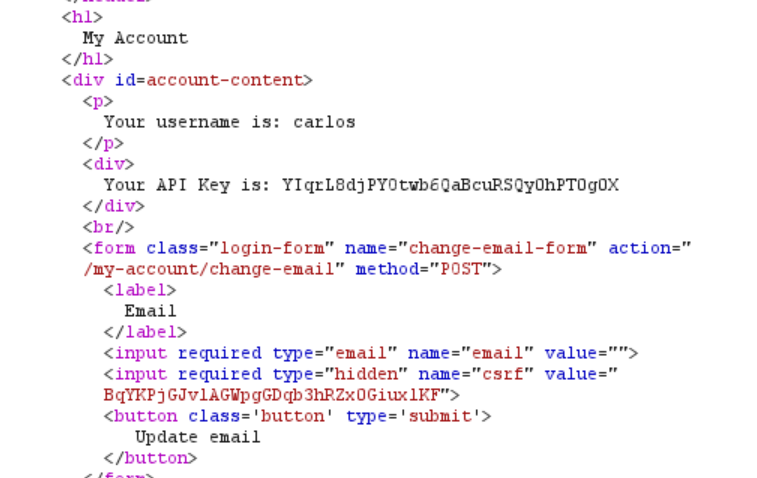 <h1>
My Account
</h1>
<div id=account-content>
<p>
Your username is: carlos
</p>
<div>
Your API Key is: YIqrL8djPY0twb6QaBcuRSQy0hPT0g0X
</div>
<br/>
<form class="login-form" name="change-email-form" action="
/my-account/change-email" method="POST">
<label>
Email
</label>
<input required type="email" name="email" value="">
<input required type="hidden" name="csrf" value="
BqYKPjGJvlAGWpgGDqb3hRZx0GiuxlKF">
<button class='button' type='submit'>
Update email
</button>